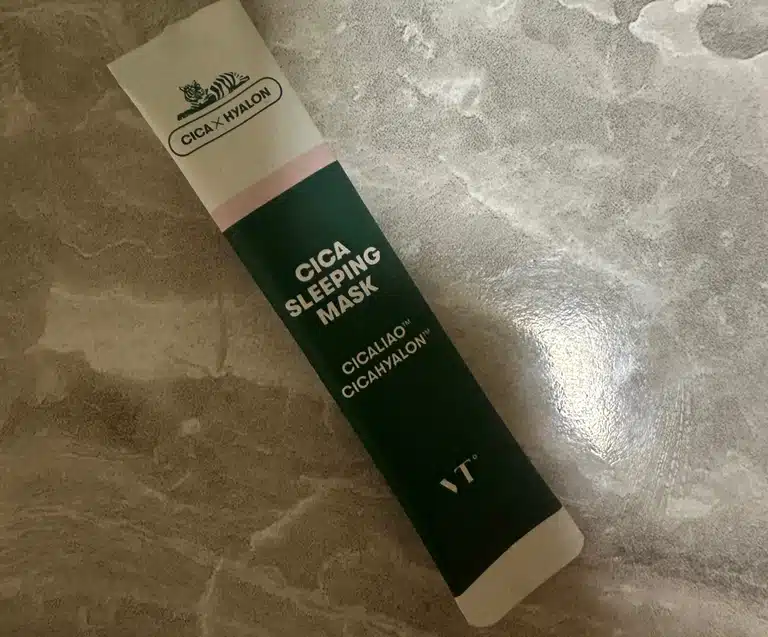 CICA × HYALON
CICA
SLEEPING
MASK
CICALIAO™
CICAHYALON™
VT